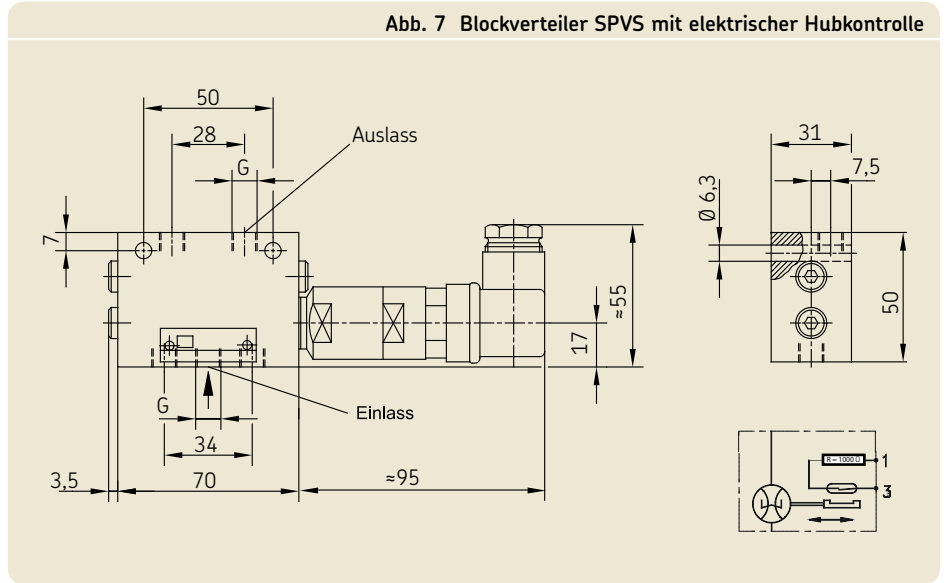 Abb. 7 Blockverteiler SPVS mit elektrischer Hubkontrolle
50
28
Auslass
G
7
≈55
17
Einlass
G
34
3,5
70
≈95
31
7,5
Ø 6,3
50
R = 1000 Ω
1
3